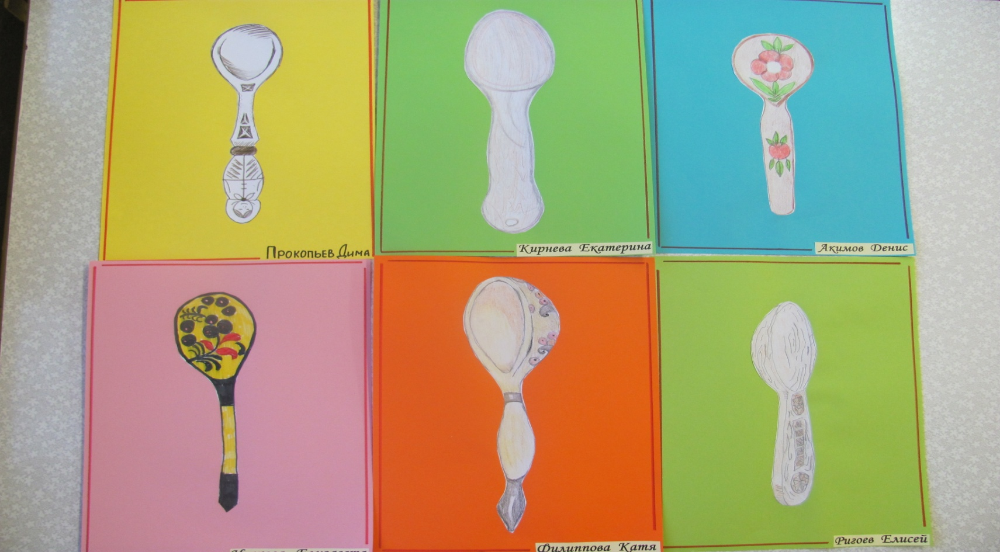 Прокопьев Дима
Кирнева Екатерина
Акимов Денис
Филиппова Катя
Ригоев Елисей